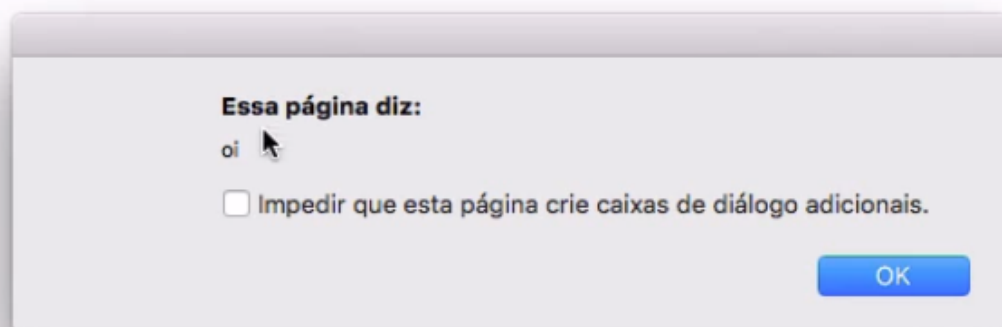 Essa página diz:
oi
Impedir que esta página crie caixas de diálogo adicionais.
OK